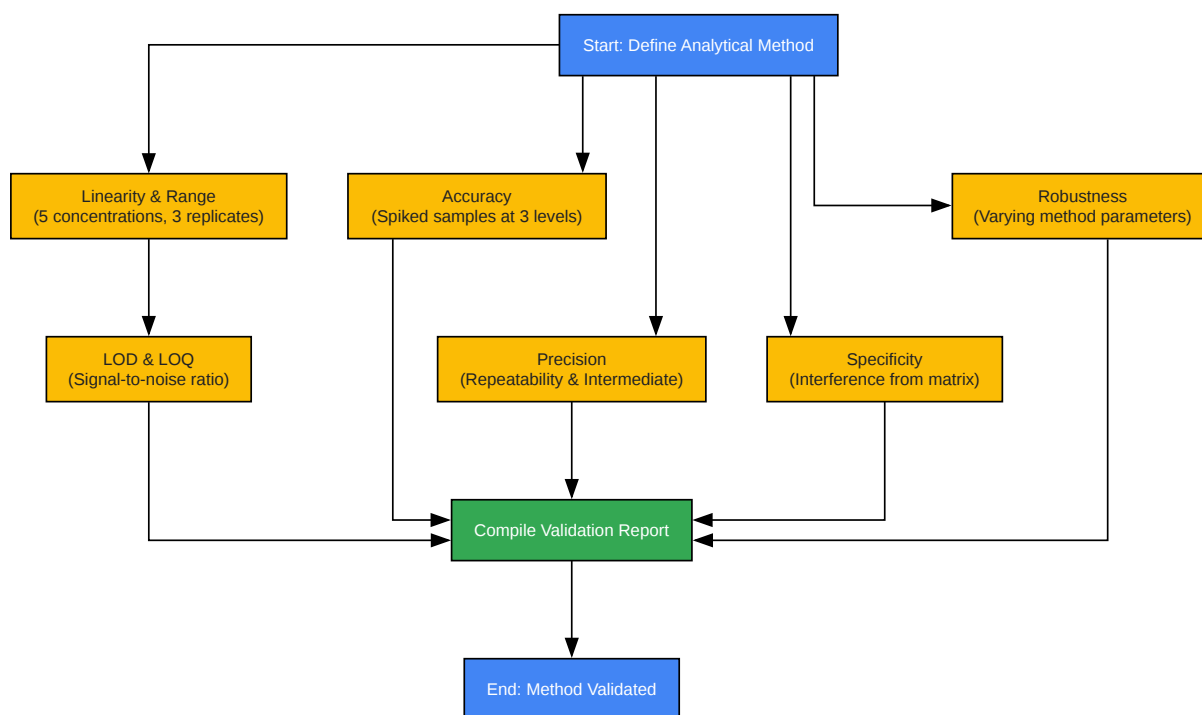 Start: Define Analytical Method
Linearity & Range
(5 concentrations, 3 replicates)
Accuracy
(Spiked samples at 3 levels)
Robustness
(Varying method parameters)
LOD & LOQ
(Signal-to-noise ratio)
Precision
(Repeatability & Intermediate)
Specificity
(Interference from matrix)
Compile Validation Report
End: Method Validated